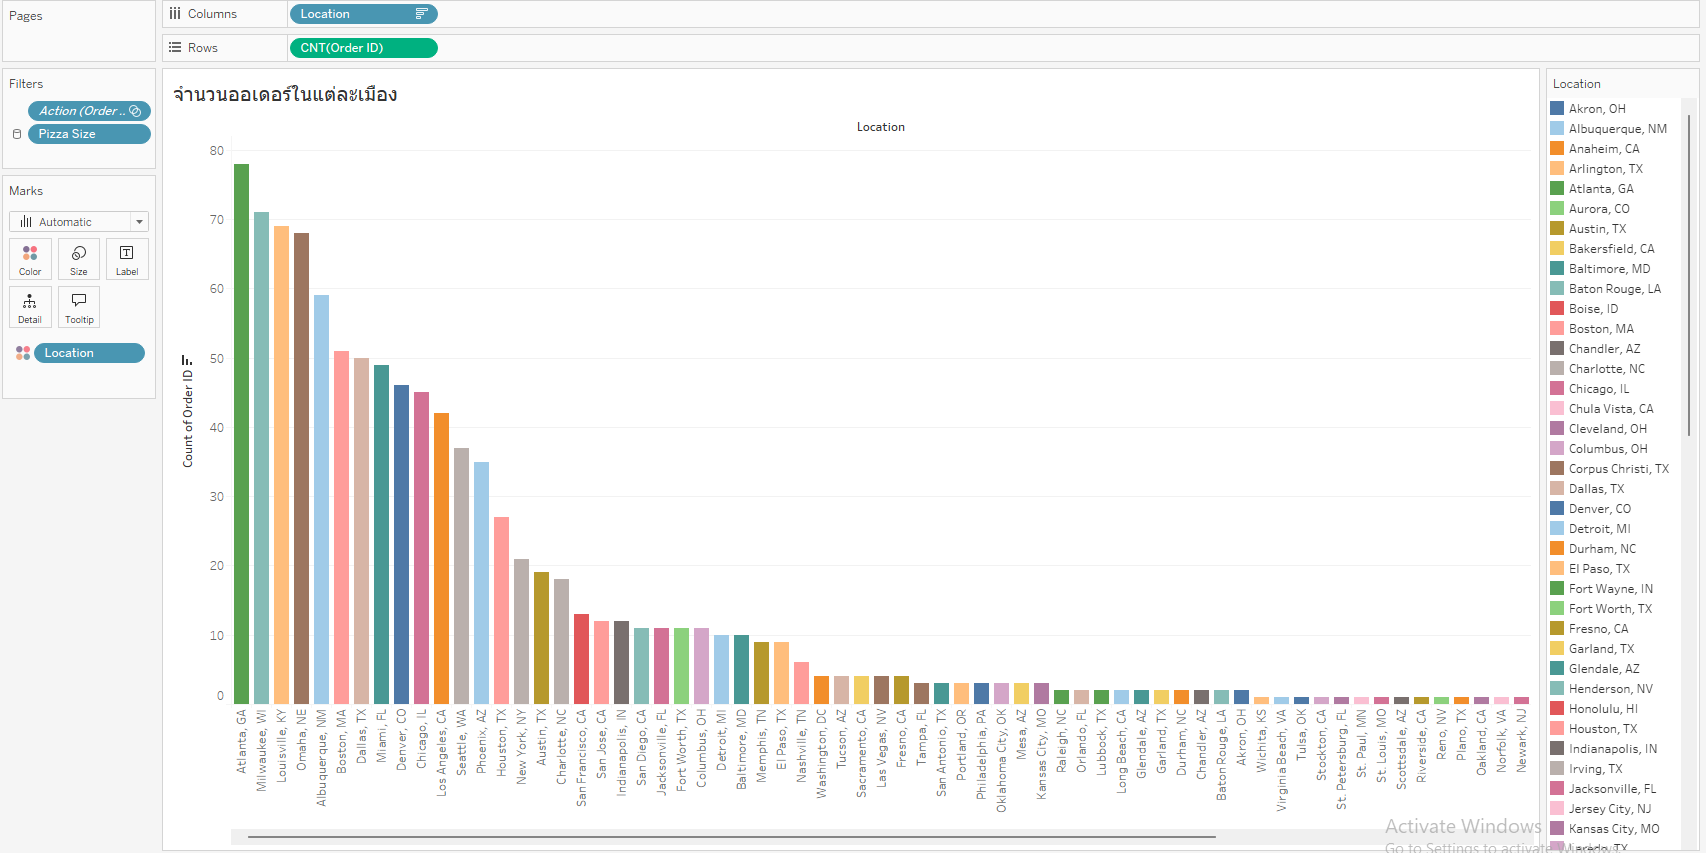 Pages
Columns
Location
Rows
CNT(Order ID)
Filters
Action (Order ..
Pizza Size
Marks
Automatic
Color
Size
Label
Detail
Tooltip
Location
จำนวนออเดอร์ในแต่ละเมือง
Location
Count of Order ID
80
70
60
50
40
30
20
10
0
Atlanta, GA
Milwaukee, WI
Louisville, KY
Omaha, NE
Albuquerque, NM
Boston, MA
Dallas, TX
Miami, FL
Denver, CO
Chicago, IL
Los Angeles, CA
Seattle, WA
Phoenix, AZ
Houston, TX
New York, NY
Austin, TX
Charlotte, NC
San Francisco, CA
San Jose, CA
Indianapolis, IN
San Diego, CA
Jacksonville, FL
Fort Worth, TX
Columbus, OH
Detroit, MI
Baltimore, MD
Memphis, TN
El Paso, TX
Nashville, TN
Washington, DC
Tucson, AZ
Sacramento, CA
Las Vegas, NV
Fresno, CA
Tampa, FL
San Antonio, TX
Portland, OR
Philadelphia, PA
Oklahoma City, OK
Mesa, AZ
Kansas City, MO
Raleigh, NC
Orlando, FL
Lubbock, TX
Long Beach, CA
Glendale, AZ
Garland, TX
Durham, NC
Chandler, AZ
Baton Rouge, LA
Akron, OH
Wichita, KS
Virginia Beach, VA
Tulsa, OK
Stockton, CA
St. Petersburg, FL
St. Paul, MN
St. Louis, MO
Scottsdale, AZ
Riverside, CA
Reno, NV
Plano, TX
Oakland, CA
Norfolk, VA
Newark, NJ
Location
Akron, OH
Albuquerque, NM
Anaheim, CA
Arlington, TX
Atlanta, GA
Aurora, CO
Austin, TX
Bakersfield, CA
Baltimore, MD
Baton Rouge, LA
Boise, ID
Boston, MA
Chandler, AZ
Charlotte, NC
Chicago, IL
Chula Vista, CA
Cleveland, OH
Columbus, OH
Corpus Christi, TX
Dallas, TX
Denver, CO
Detroit, MI
Durham, NC
El Paso, TX
Fort Wayne, IN
Fort Worth, TX
Fresno, CA
Garland, TX
Glendale, AZ
Henderson, NV
Honolulu, HI
Houston, TX
Indianapolis, IN
Irving, TX
Jacksonville, FL
Jersey City, NJ
Kansas City, MO
Laredo, TX
Activate Windows
Go to Settings to activate Windows.